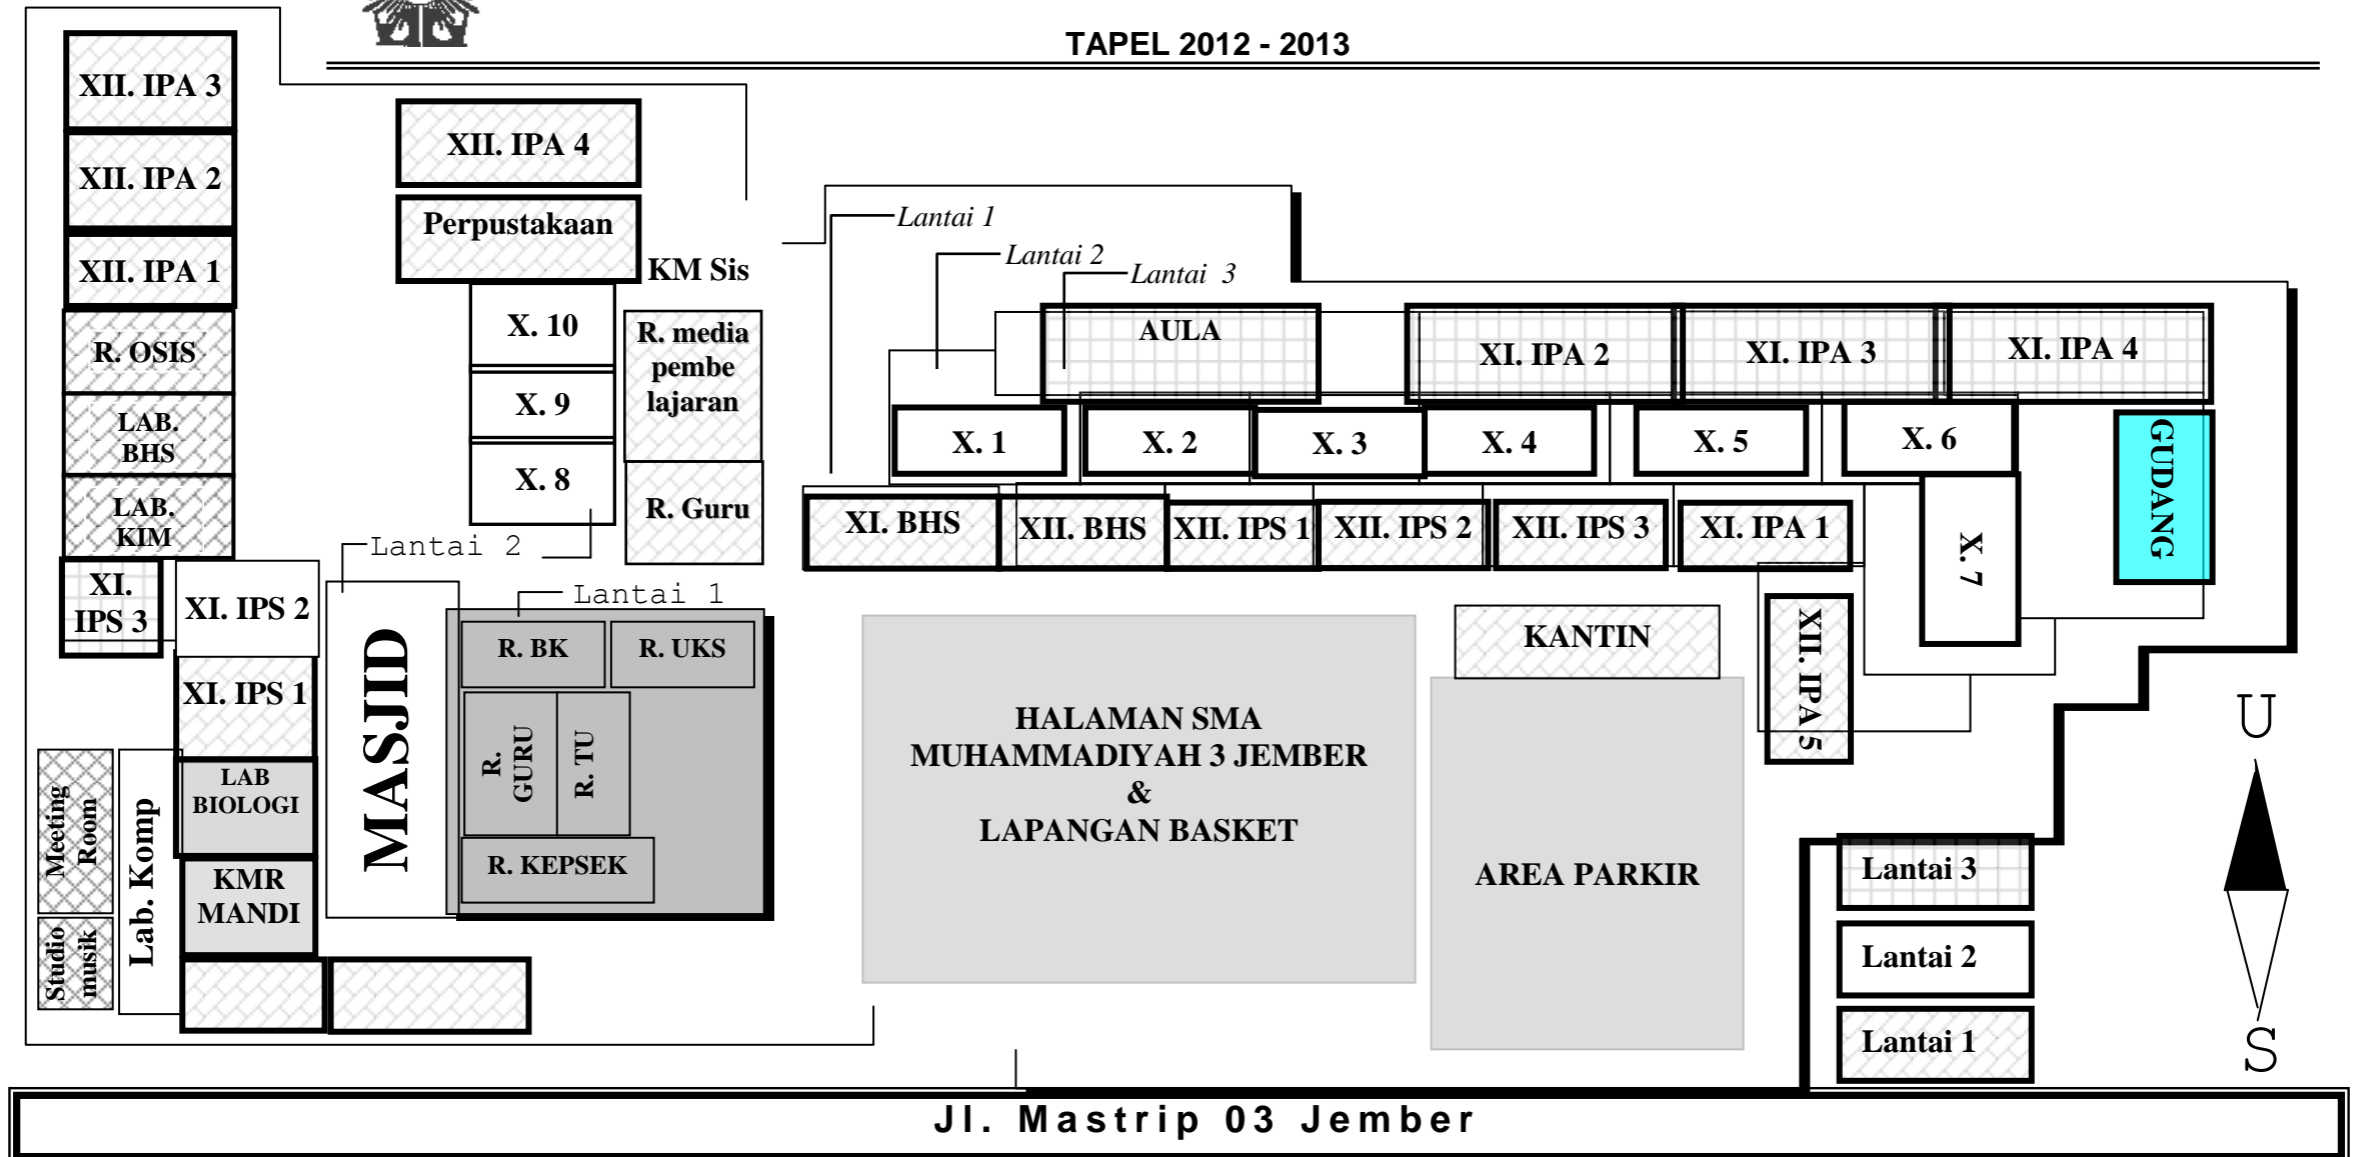 TAPEL 2012 - 2013
XII. IPA 3
XII. IPA 2
XII. IPA 1
R. OSIS
LAB.
BHS
LAB.
KIM
XI.
IPS 3
XI. IPS 2
XI. IPS 1
LAB
BIOLOGI
KMR
MANDI
Meeting
Room
Studio
musik
Lab. Komp
XII. IPA 4
Perpustakaan
KM Sis
X. 10
X. 9
X. 8
R. media
pembe
lajaran
R. Guru
Lantai 2
Lantai 1
MASJID
R. BK
R. UKS
R.
GURU
R. TU
R. KEPSEK
Lantai 1
Lantai 2
Lantai 3
AULA
XI. IPA 2
XI. IPA 3
XI. IPA 4
X. 1
X. 2
X. 3
X. 4
X. 5
X. 6
X. 7
GUDANG
XI. BHS
XII. BHS
XII. IPS 1
XII. IPS 2
XII. IPS 3
XI. IPA 1
XII. IPA 5
KANTIN
HALAMAN SMA
MUHAMMADIYAH 3 JEMBER
&
LAPANGAN BASKET
AREA PARKIR
Lantai 3
Lantai 2
Lantai 1
U
S
Jl. Mastrip 03 Jember